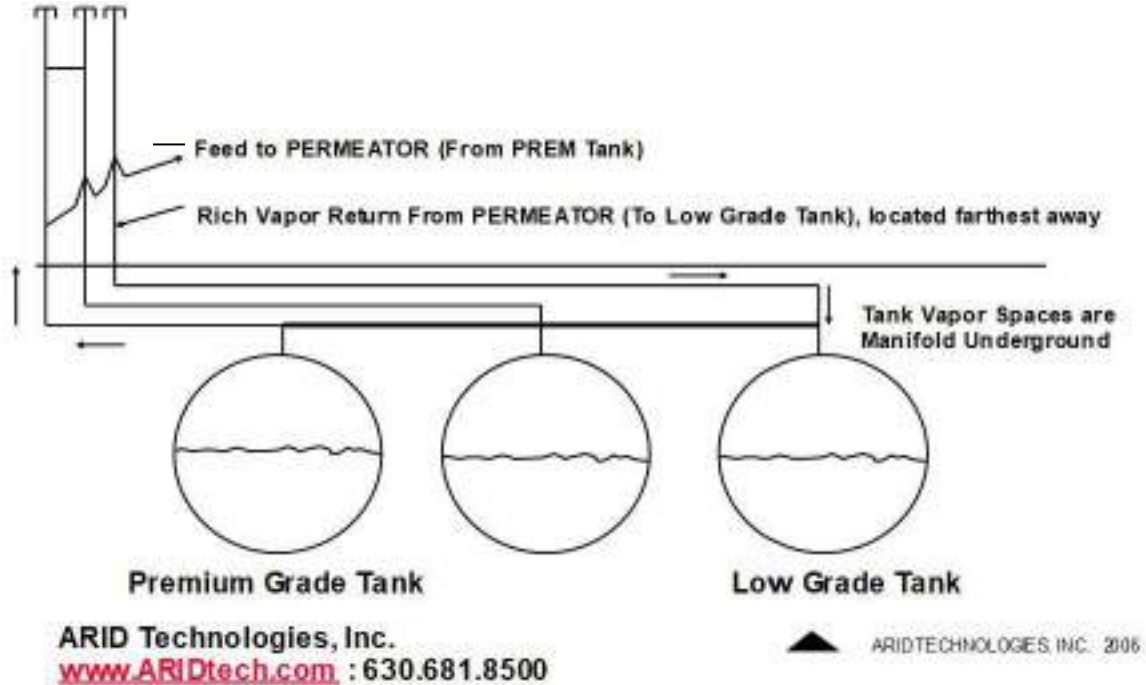 Feed to PERMEATOR (From PREM Tank)
Rich Vapor Return From PERMEATOR (To Low Grade Tank), located farthest away
Tank Vapor Spaces are
Manifold Underground
Premium Grade Tank
Low Grade Tank
ARID Technologies, Inc.
www.ARIDtech.com : 630.681.8500
ARIDTECHNOLOGIES, INC. 2006